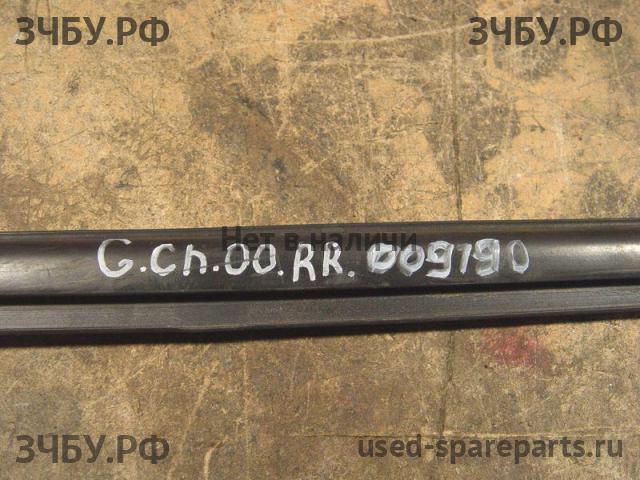 ЗЧБУ.РФ ЗЧБУ.РФ
Нет в наличии
G.Ch.00.RR.009190
ЗЧБУ.РФ used-spareparts.ru